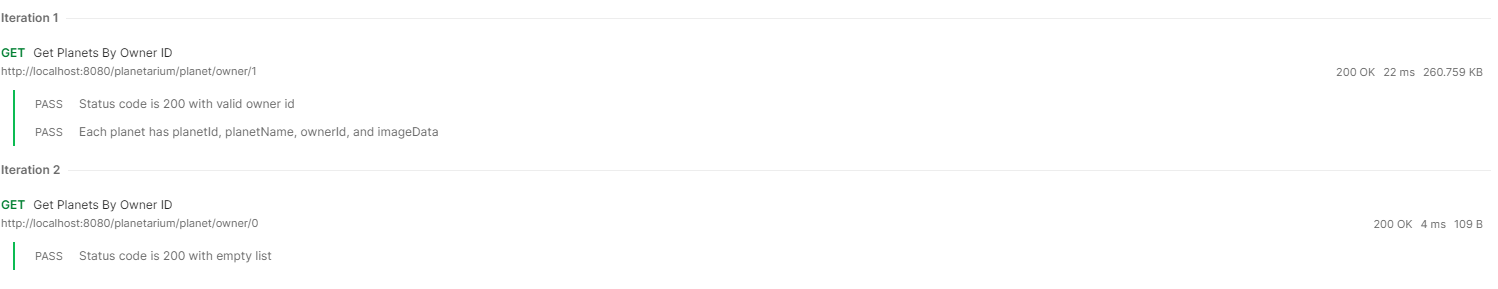 Iteration 1
GET Get Planets By Owner ID
http://localhost:8080/planetarium/planet/owner/1 200 OK 22 ms 260.759 KB
PASS Status code is 200 with valid owner id
PASS Each planet has planetId, planetName, ownerId, and imageData
Iteration 2
GET Get Planets By Owner ID
http://localhost:8080/planetarium/planet/owner/0 200 OK 4 ms 109 B
PASS Status code is 200 with empty list